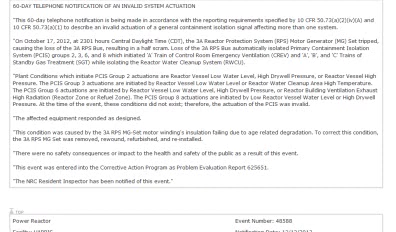 60-DAY TELEPHONE NOTIFICATION OF AN INVALID SYSTEM ACTUATION
"This 60-day telephone notification is being made in accordance with the reporting requirements specified by 10 CFR 50.73(a)(2)(iv)(A) and
10 CFR 50.73(a)(1) to describe an invalid actuation of a general containment isolation signal affecting more than one system.
"On October 17, 2012, at 2301 hours Central Daylight Time (CDT), the 3A Reactor Protection System (RPS) Motor Generator (MG) Set tripped,
causing the loss of the 3A RPS Bus, resulting in a half scram. Loss of the 3A RPS Bus automatically isolated Primary Containment Isolation
System (PCIS) groups 2, 3, 6, and 8 which initiated 'A' Train of Control Room Emergency Ventilation (CREV) and 'A', 'B', and 'C' Trains of
Standby Gas Treatment (SGT) while isolating the Reactor Water Cleanup System (RWCU).
"Plant Conditions which initiate PCIS Group 2 actuations are Reactor Vessel Low Water Level, High Drywell Pressure, or Reactor Vessel High
Pressure. The PCIS Group 3 actuations are initiated by Reactor Vessel Low Water Level or Reactor Water Cleanup Area High Temperature.
The PCIS Group 6 actuations are initiated by Reactor Vessel Low Water Level, High Drywell Pressure, or Reactor Building Ventilation Exhaust
High Radiation (Reactor Zone or Refuel Zone). The PCIS Group 8 actuations are initiated by Low Reactor Vessel Water Level or High Drywell
Pressure. At the time of the event, these conditions did not exist; therefore, the actuation of the PCIS was invalid.
"The affected equipment responded as designed.
"This condition was caused by the 3A RPS MG-Set motor winding's insulation failing due to age related degradation. To correct this condition,
the 3A RPS MG Set was removed, rewound, refurbished, and re-installed.
"There were no safety consequences or impact to the health and safety of the public as a result of this event.
"This event was entered into the Corrective Action Program as Problem Evaluation Report 625651.
"The NRC Resident Inspector has been notified of this event."
TOP
Power Reactor
Event Number: 48588
Facility: HARRIS
Notification Date: 12/12/2012